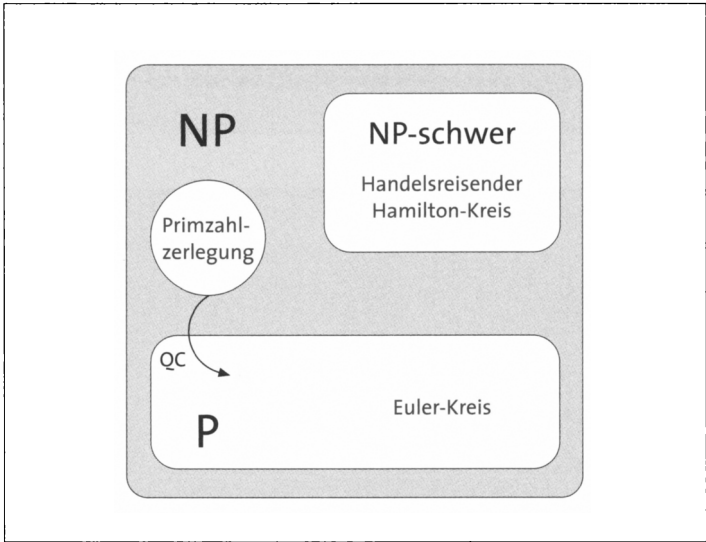 NP
NP-schwer
Handelsreisender
Hamilton-Kreis
Primzahl-
zerlegung
QC
P
Euler-Kreis